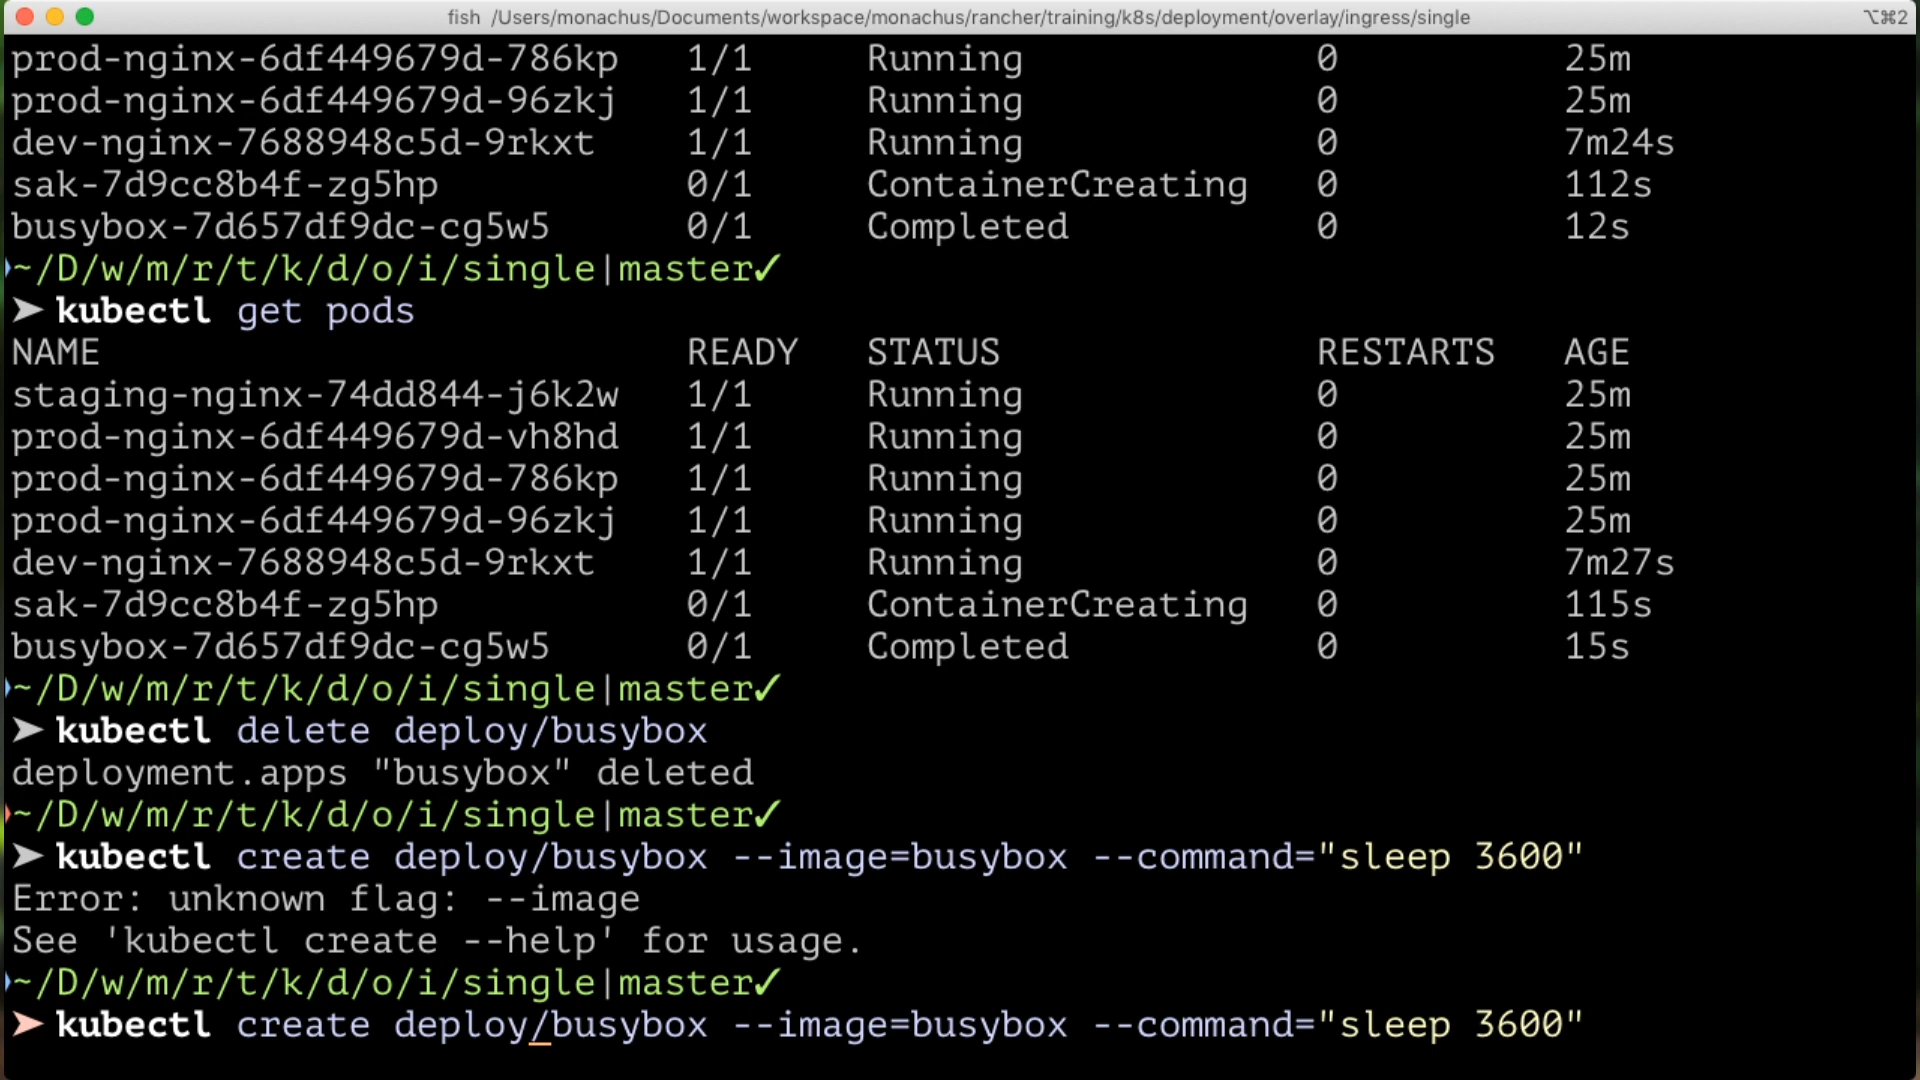 fish /Users/monachus/Documents/workspace/monachus/rancher/training/k8s/deployment/overlay/ingress/single ⌥⌘2
prod-nginx-6df449679d-786kp 1/1 Running 0 25m
prod-nginx-6df449679d-96zkj 1/1 Running 0 25m
dev-nginx-7688948c5d-9rkxt 1/1 Running 0 7m24s
sak-7d9cc8b4f-zg5hp 0/1 ContainerCreating 0 112s
busybox-7d657df9dc-cg5w5 0/1 Completed 0 12s
~/D/w/m/r/t/k/d/o/i/single|master✓
➤ kubectl get pods
NAME READY STATUS RESTARTS AGE
staging-nginx-74dd844-j6k2w 1/1 Running 0 25m
prod-nginx-6df449679d-vh8hd 1/1 Running 0 25m
prod-nginx-6df449679d-786kp 1/1 Running 0 25m
prod-nginx-6df449679d-96zkj 1/1 Running 0 25m
dev-nginx-7688948c5d-9rkxt 1/1 Running 0 7m27s
sak-7d9cc8b4f-zg5hp 0/1 ContainerCreating 0 115s
busybox-7d657df9dc-cg5w5 0/1 Completed 0 15s
~/D/w/m/r/t/k/d/o/i/single|master✓
➤ kubectl delete deploy/busybox
deployment.apps "busybox" deleted
~/D/w/m/r/t/k/d/o/i/single|master✓
➤ kubectl create deploy/busybox --image=busybox --command="sleep 3600"
Error: unknown flag: --image
See 'kubectl create --help' for usage.
~/D/w/m/r/t/k/d/o/i/single|master✓
➤ kubectl create deploy/busybox --image=busybox --command="sleep 3600"